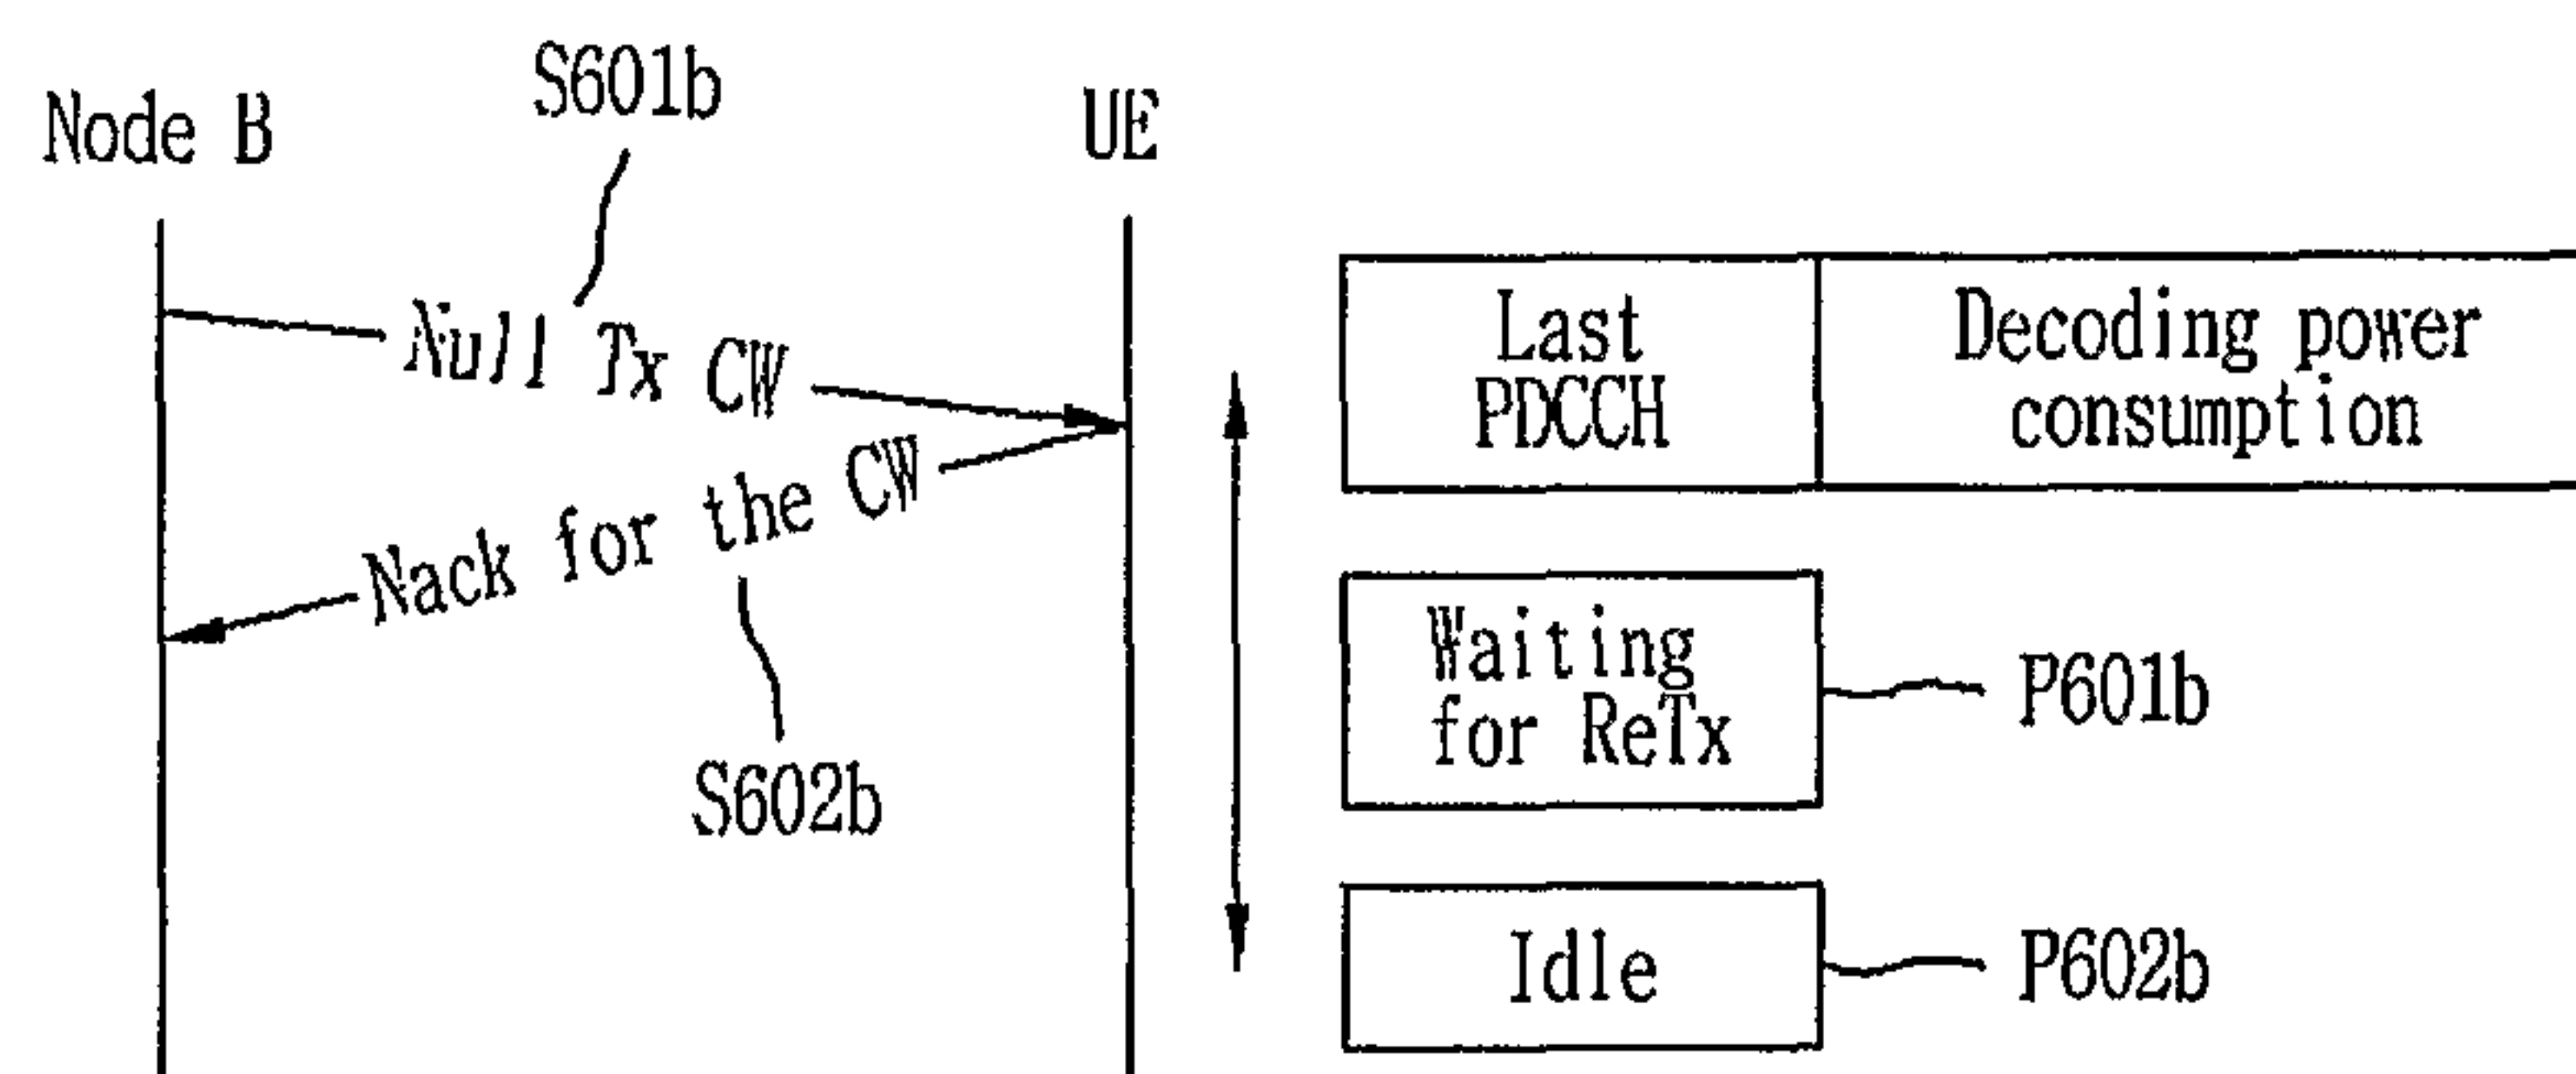 S601b
Node B
UE
Null Tx CW
Nack for the CW
S602b
Last
PDCCH
Decoding power
consumption
Waiting
for ReTx
P601b
Idle
P602b